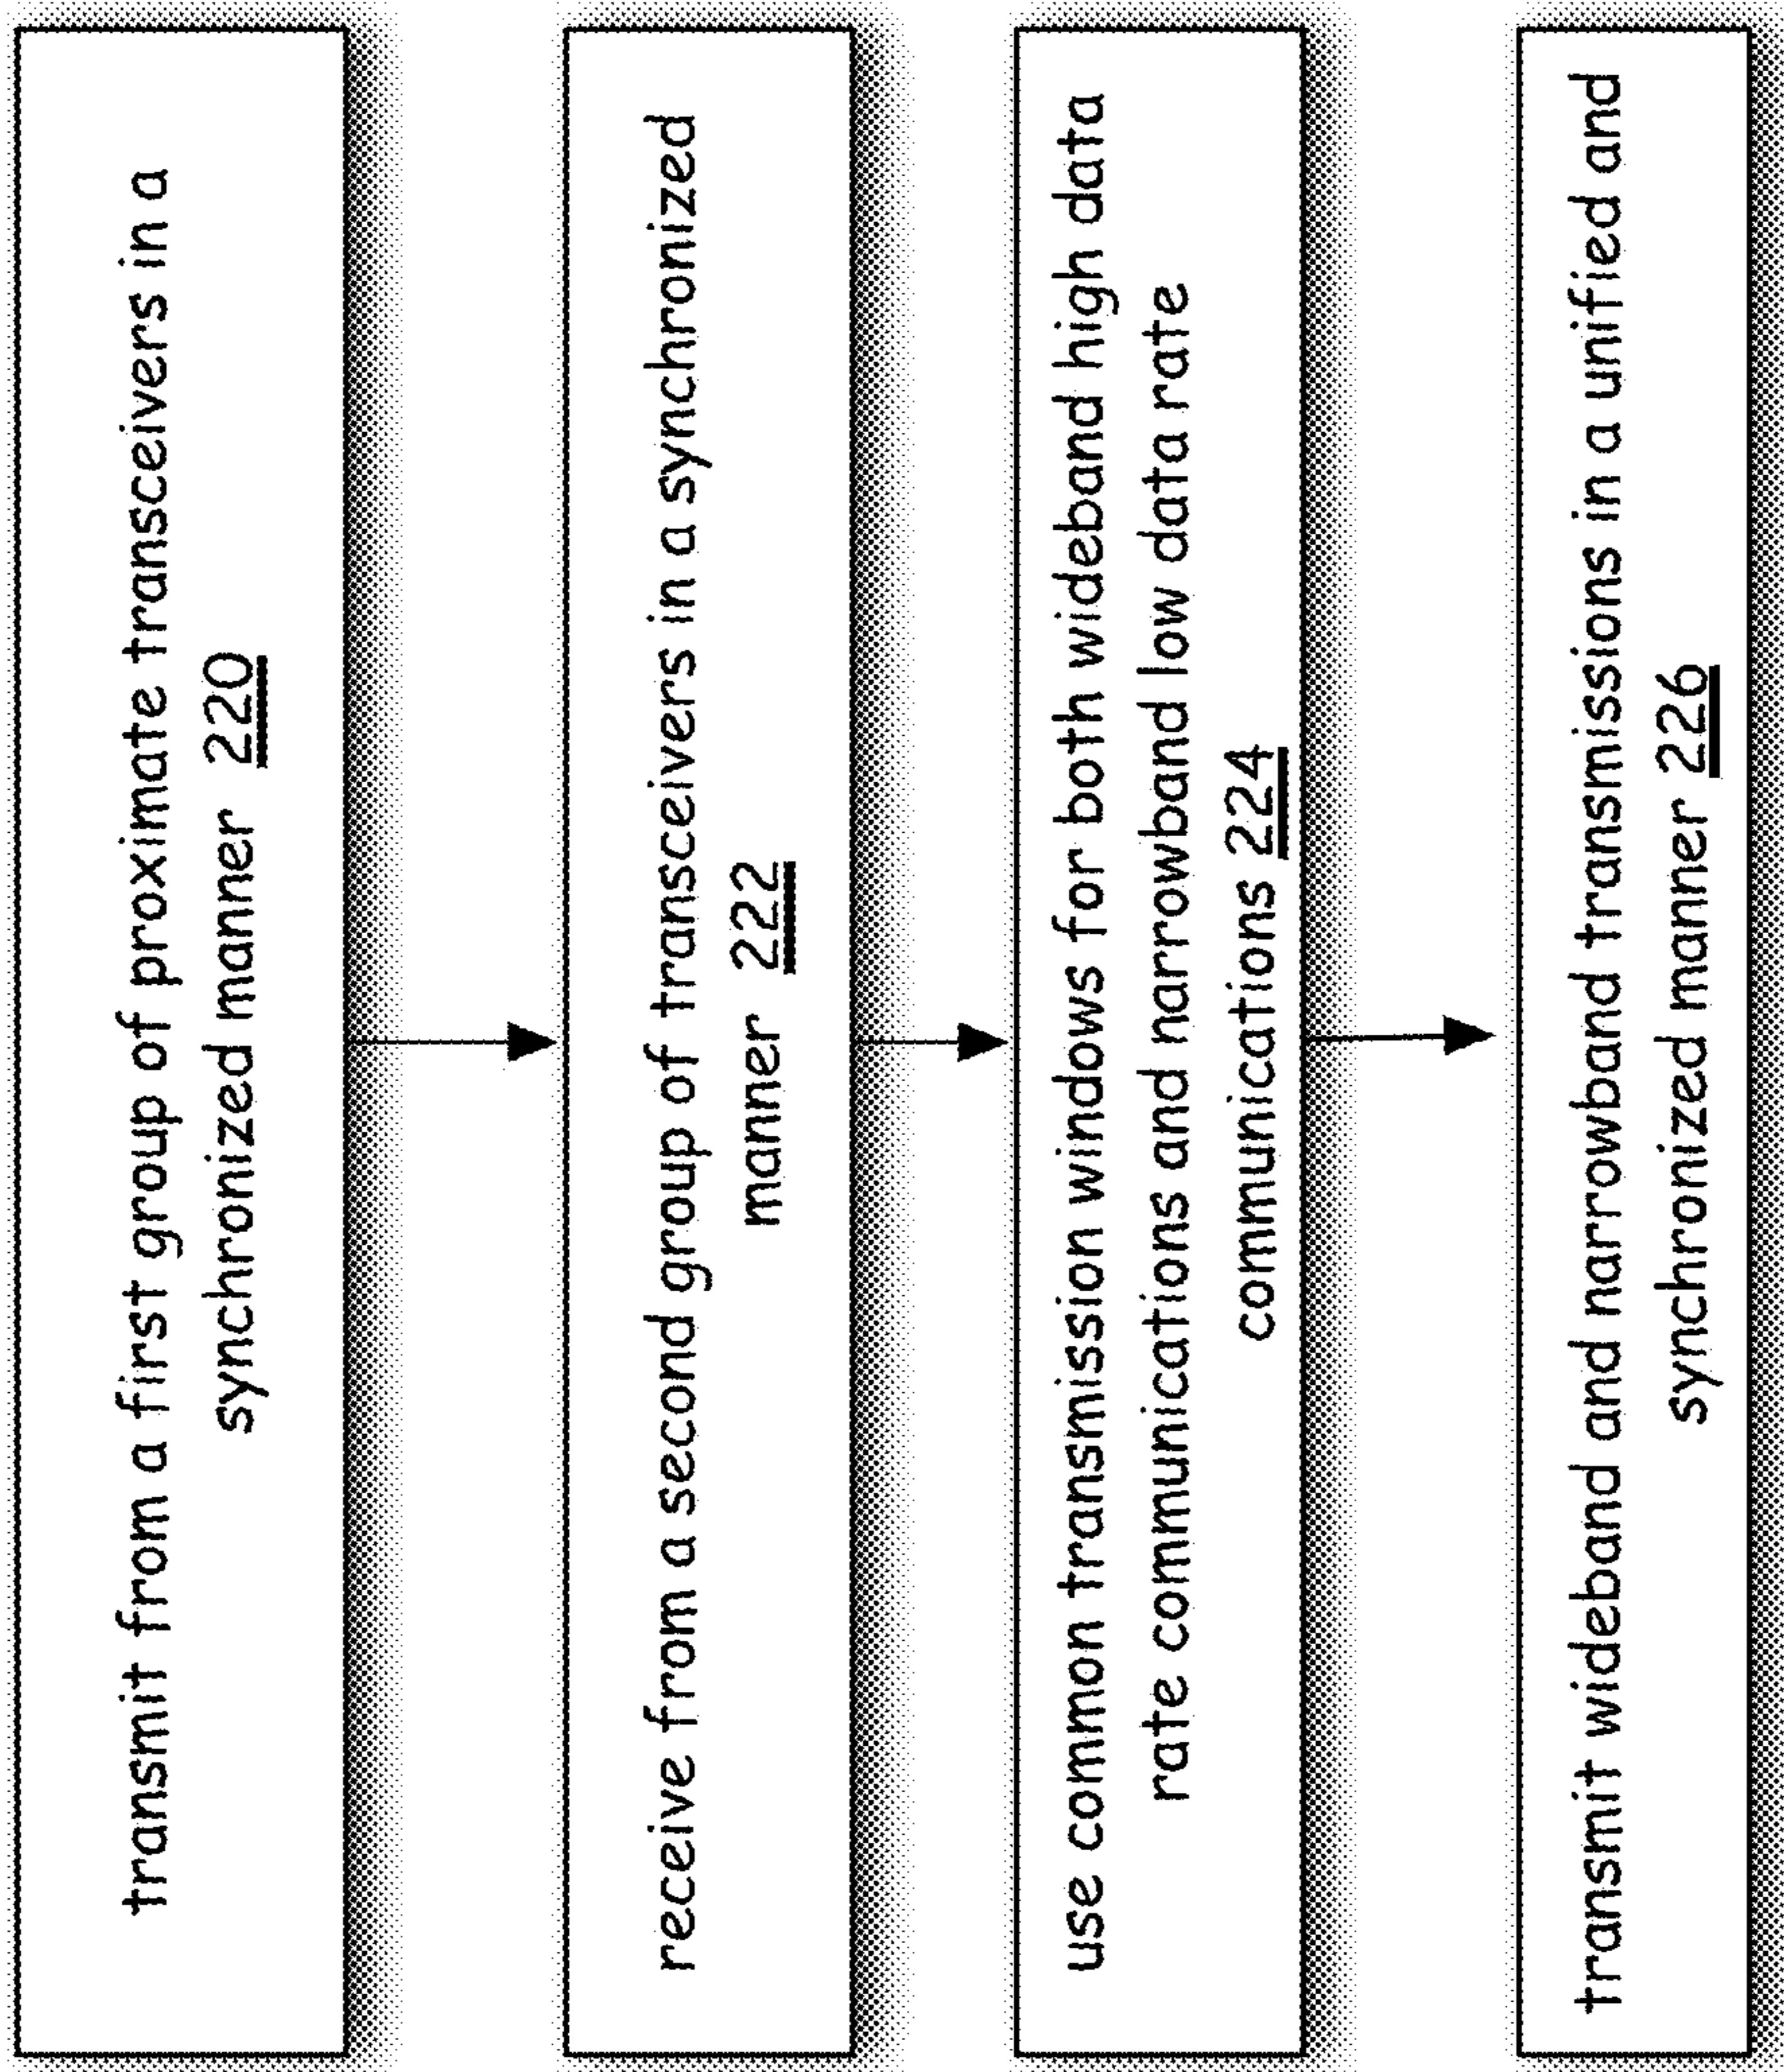 transmit from a first group of proximate transceivers in a
synchronized manner 220
receive from a second group of transceivers in a synchronized
manner 222
use common transmission windows for both wideband high data
rate communications and narrowband low data rate
communications 224
transmit wideband and narrowband transmissions in a unified and
synchronized manner 226